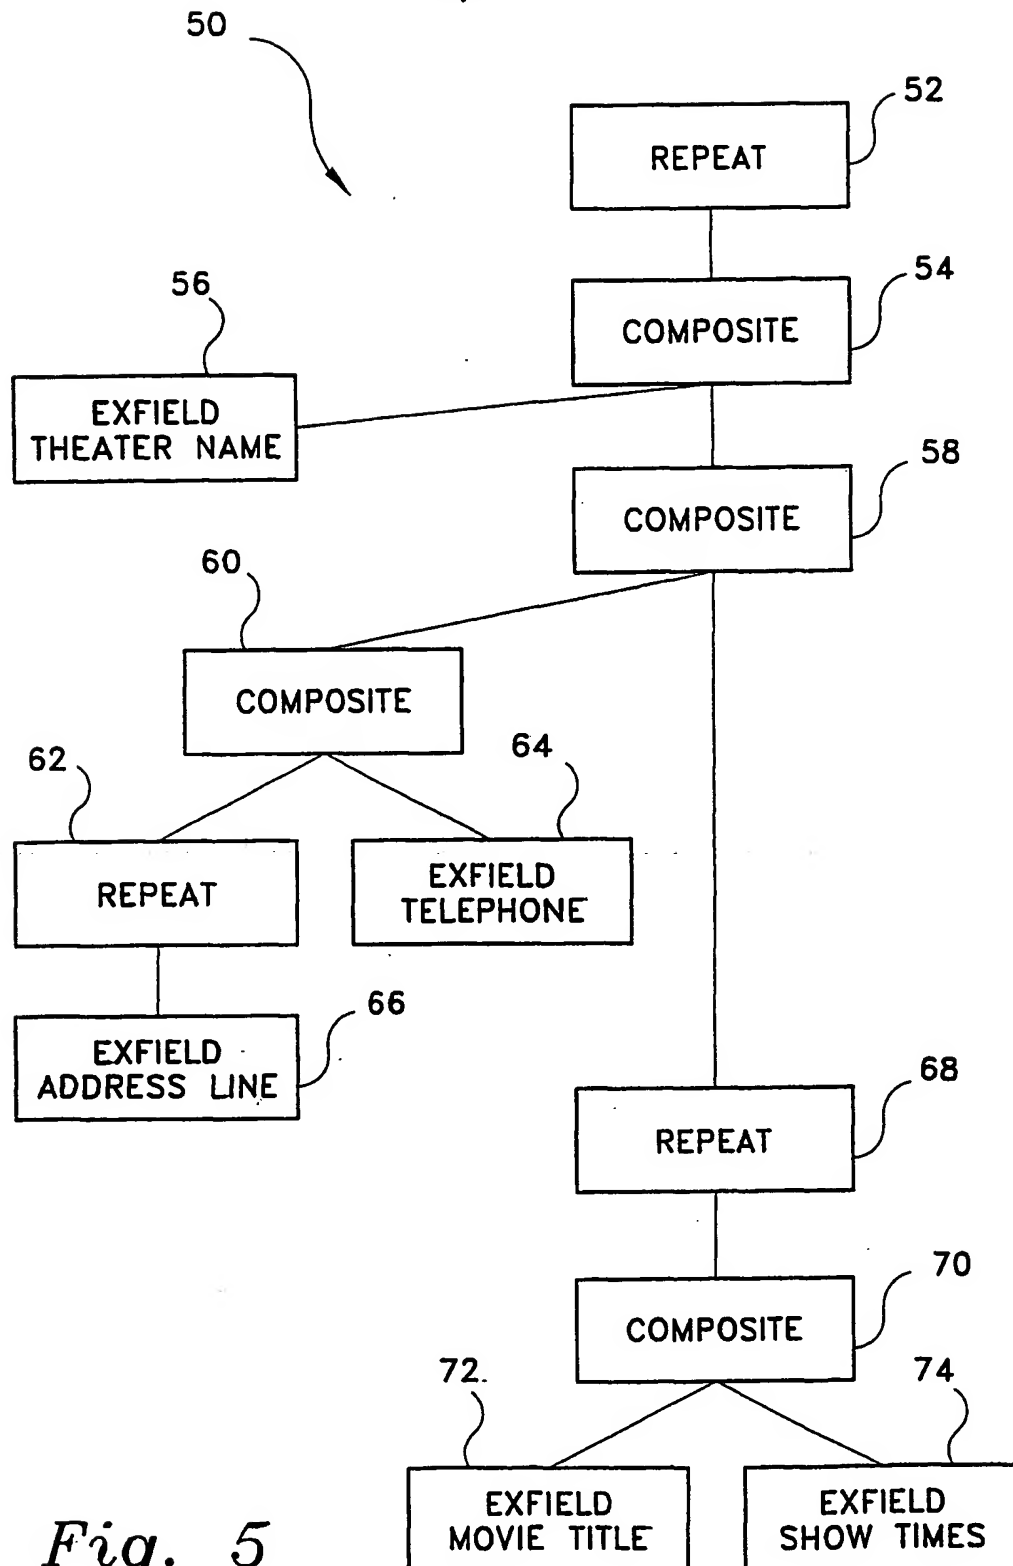 50
52
REPEAT
54
COMPOSITE
56
EXFIELD
THEATER NAME
58
COMPOSITE
60
COMPOSITE
62
REPEAT
64
EXFIELD
TELEPHONE
66
EXFIELD
ADDRESS LINE
68
REPEAT
70
COMPOSITE
72
EXFIELD
MOVIE TITLE
74
EXFIELD
SHOW TIMES
Fig. 5